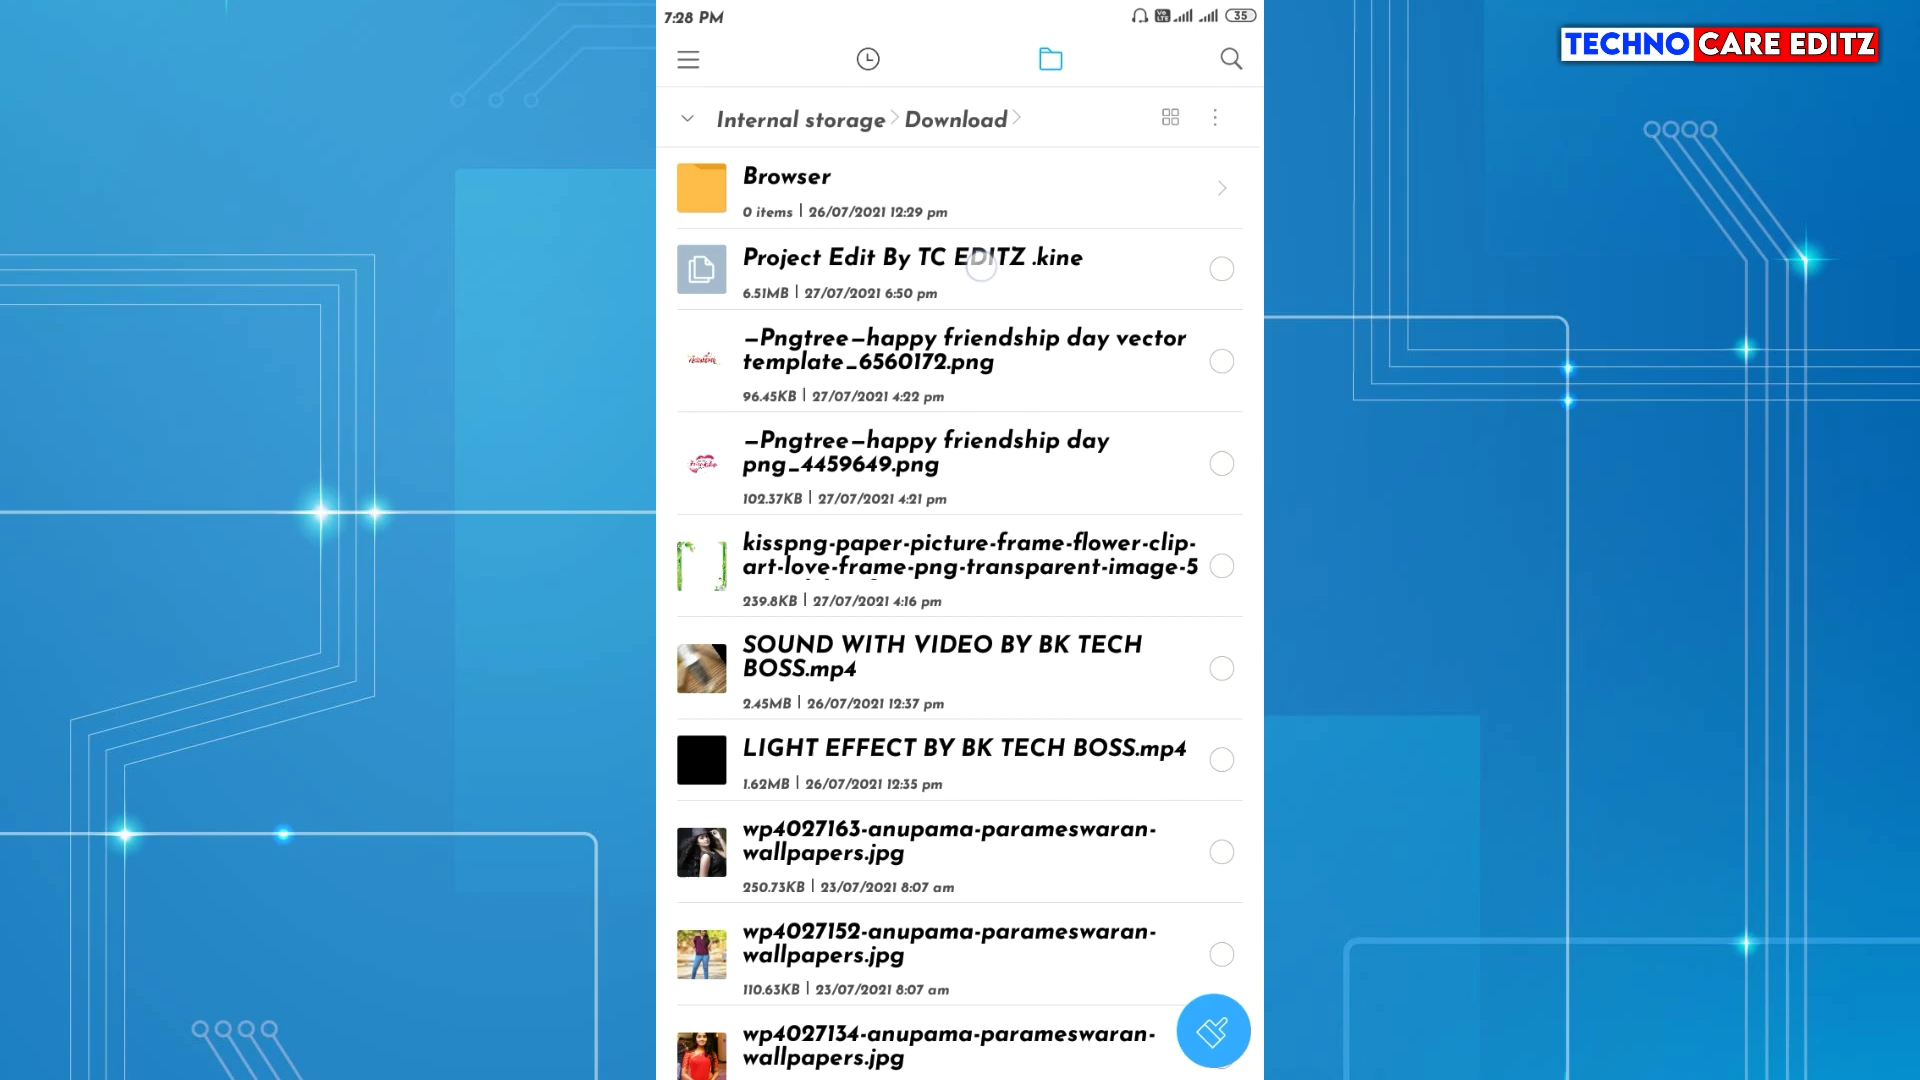 7:28 PM
35
TECHNO CARE EDITZ
Internal storage
Download
Browser
0 items | 26/07/2021 12:29 pm
Project Edit By TC EDITZ .kine
6.51MB | 27/07/2021 6:50 pm
—Pngtree—happy friendship day vector
template_6560172.png
96.45KB | 27/07/2021 4:22 pm
—Pngtree—happy friendship day
png_4459649.png
102.37KB | 27/07/2021 4:21 pm
kisspng-paper-picture-frame-flower-clip-
art-love-frame-png-transparent-image-5
239.8KB | 27/07/2021 4:16 pm
SOUND WITH VIDEO BY BK TECH
BOSS.mp4
2.45MB | 26/07/2021 12:37 pm
LIGHT EFFECT BY BK TECH BOSS.mp4
1.62MB | 26/07/2021 12:35 pm
wp4027163-anupama-parameswaran-
wallpapers.jpg
250.73KB | 23/07/2021 8:07 am
wp4027152-anupama-parameswaran-
wallpapers.jpg
110.63KB | 23/07/2021 8:07 am
wp4027134-anupama-parameswaran-
wallpapers.jpg